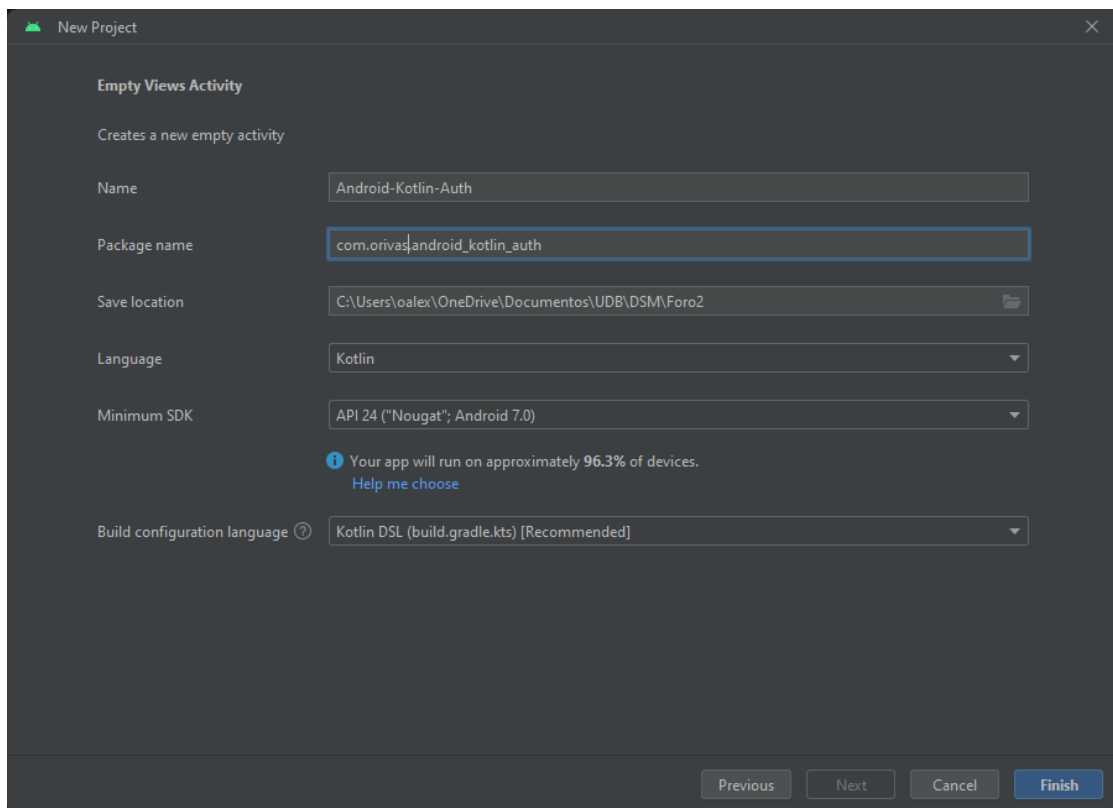 New Project
Empty Views Activity
Creates a new empty activity
Name Android-Kotlin-Auth
Package name com.orivas.android_kotlin_auth
Save location C:\Users\oalex\OneDrive\Documentos\UDB\DSM\Foro2
Language Kotlin
Minimum SDK API 24 ("Nougat"; Android 7.0)
Your app will run on approximately 96.3% of devices.
Help me choose
Build configuration language ? Kotlin DSL (build.gradle.kts) [Recommended]
Previous Next Cancel Finish